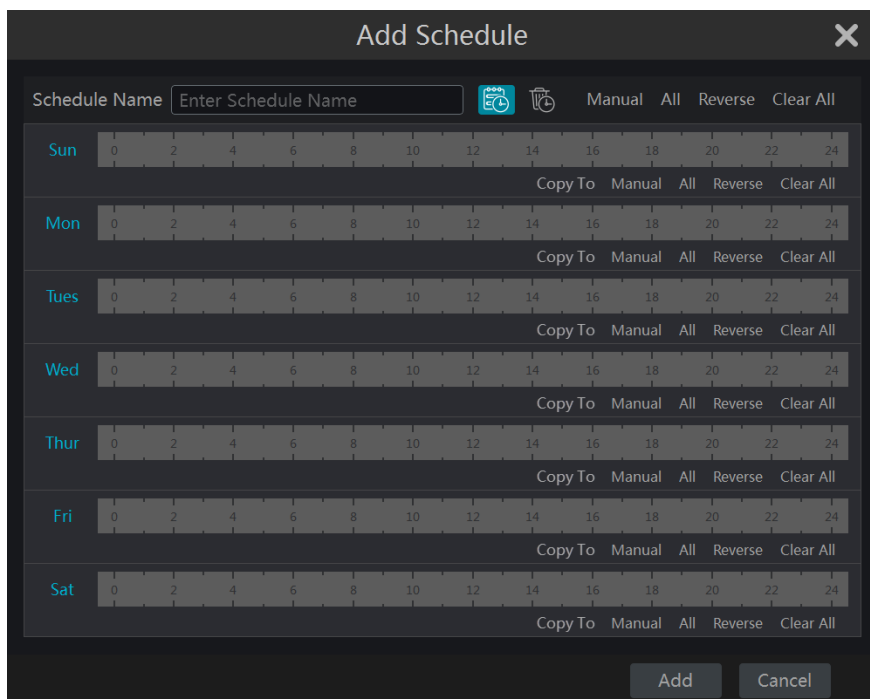 Add Schedule
Schedule Name Enter Schedule Name Manual All Reverse Clear All
Sun 0 2 4 6 8 10 12 14 16 18 20 22 24
Copy To Manual All Reverse Clear All
Mon 0 2 4 6 8 10 12 14 16 18 20 22 24
Copy To Manual All Reverse Clear All
Tues 0 2 4 6 8 10 12 14 16 18 20 22 24
Copy To Manual All Reverse Clear All
Wed 0 2 4 6 8 10 12 14 16 18 20 22 24
Copy To Manual All Reverse Clear All
Thur 0 2 4 6 8 10 12 14 16 18 20 22 24
Copy To Manual All Reverse Clear All
Fri 0 2 4 6 8 10 12 14 16 18 20 22 24
Copy To Manual All Reverse Clear All
Sat 0 2 4 6 8 10 12 14 16 18 20 22 24
Copy To Manual All Reverse Clear All
Add Cancel